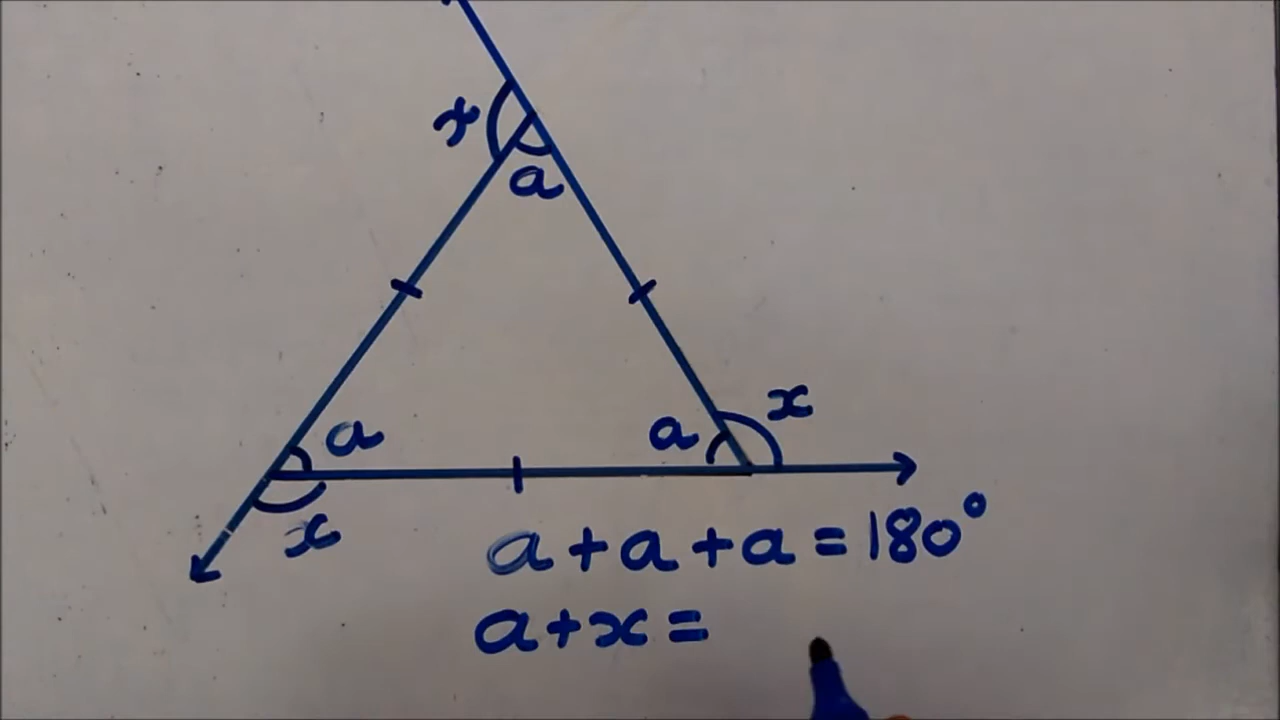 x
a
a
a x
x
a + a + a = 180°
a + x =